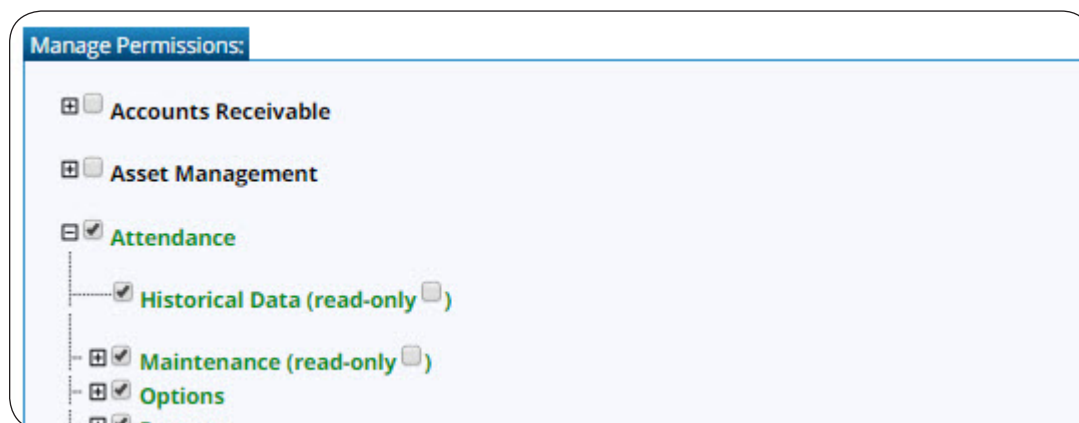 Manage Permissions:
Accounts Receivable
Asset Management
Attendance
Historical Data (read-only )
Maintenance (read-only )
Options